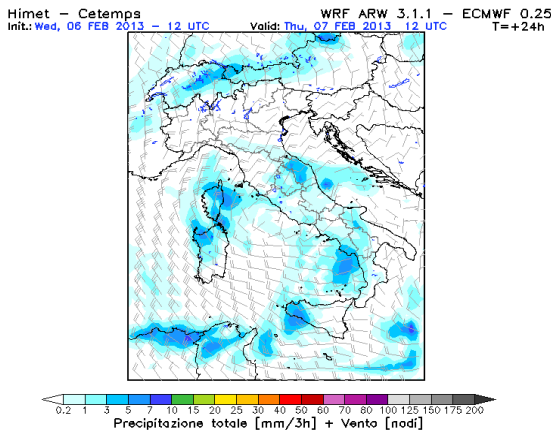 Himet - Cetemps WRF ARW 3.1.1 - ECMWF 0.25
Init.: Wed, 06 FEB 2013 - 12 UTC Valid: Thu, 07 FEB 2013 12 UTC T=+24h
0.2 1 3 5 7 10 15 20 25 30 40 50 60 70 80 90 100 125 150 175 200
Precipitazione totale [mm/3h] + Vento [nodi]